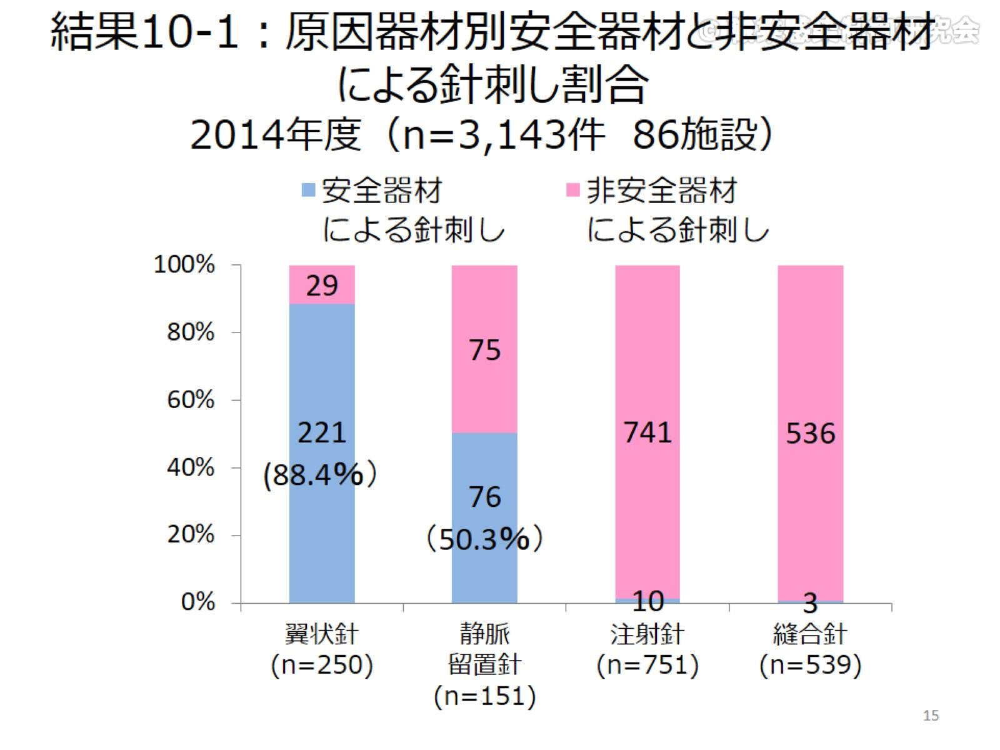 結果10-1：原因器材別安全器材と非安全器材
による針刺し割合
2014年度（n=3,143件 86施設）
安全器材
による針刺し
非安全器材
による針刺し
100%
80%
60%
40%
20%
0%
29
221
(88.4%）
75
76
（50.3%）
741
10
536
3
翼状針
(n=250)
静脈
留置針
(n=151)
注射針
(n=751)
縫合針
(n=539)
15